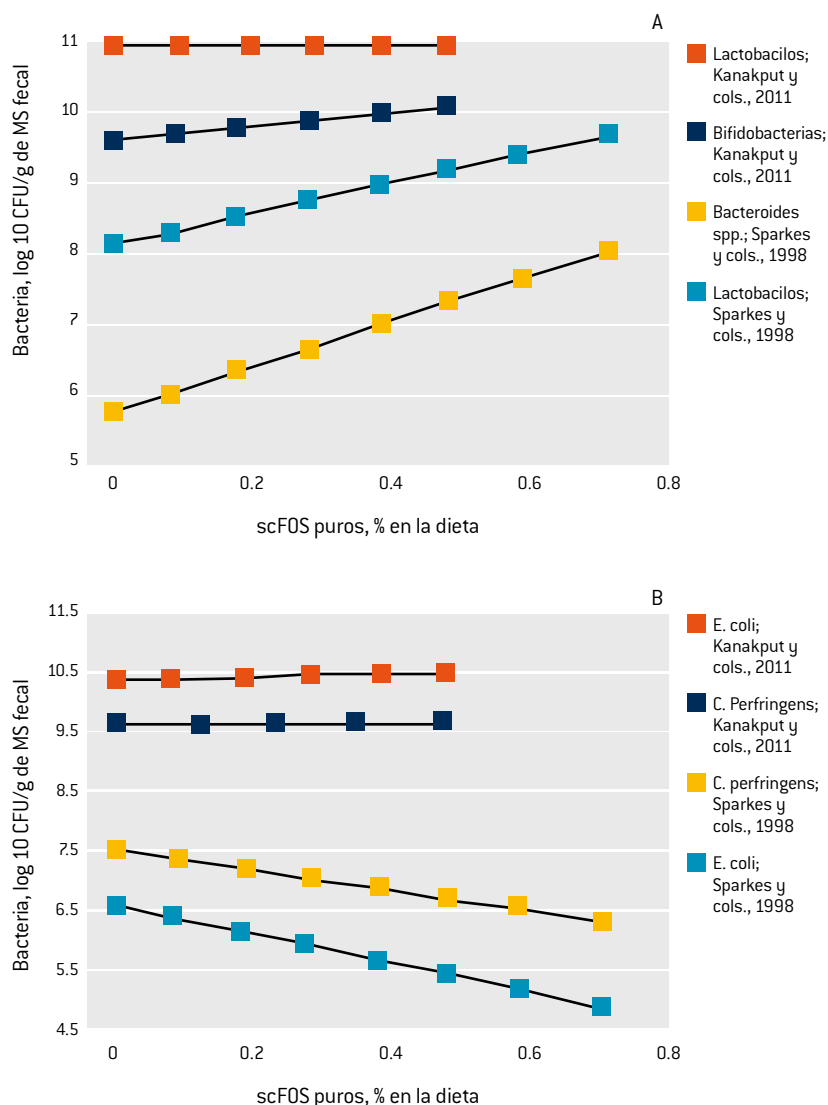 A
Bacteria, log 10 CFU/g de MS fecal
11
10
9
8
7
6
5
0 0.2 0.4 0.6 0.8
scFOS puros, % en la dieta
Lactobacilos;
Kanakput y
cols., 2011
Bifidobacterias;
Kanakput y
cols., 2011
Bacteroides
spp.; Sparkes
y cols., 1998
Lactobacilos;
Sparkes y
cols., 1998
B
Bacteria, log 10 CFU/g de MS fecal
11.5
10.5
9.5
8.5
7.5
6.5
5.5
4.5
0 0.2 0.4 0.6 0.8
scFOS puros, % en la dieta
E. coli;
Kanakput y
cols., 2011
C. Perfringens;
Kanakput y
cols., 2011
C. perfringens;
Sparkes y
cols., 1998
E. coli;
Sparkes y
cols., 1998